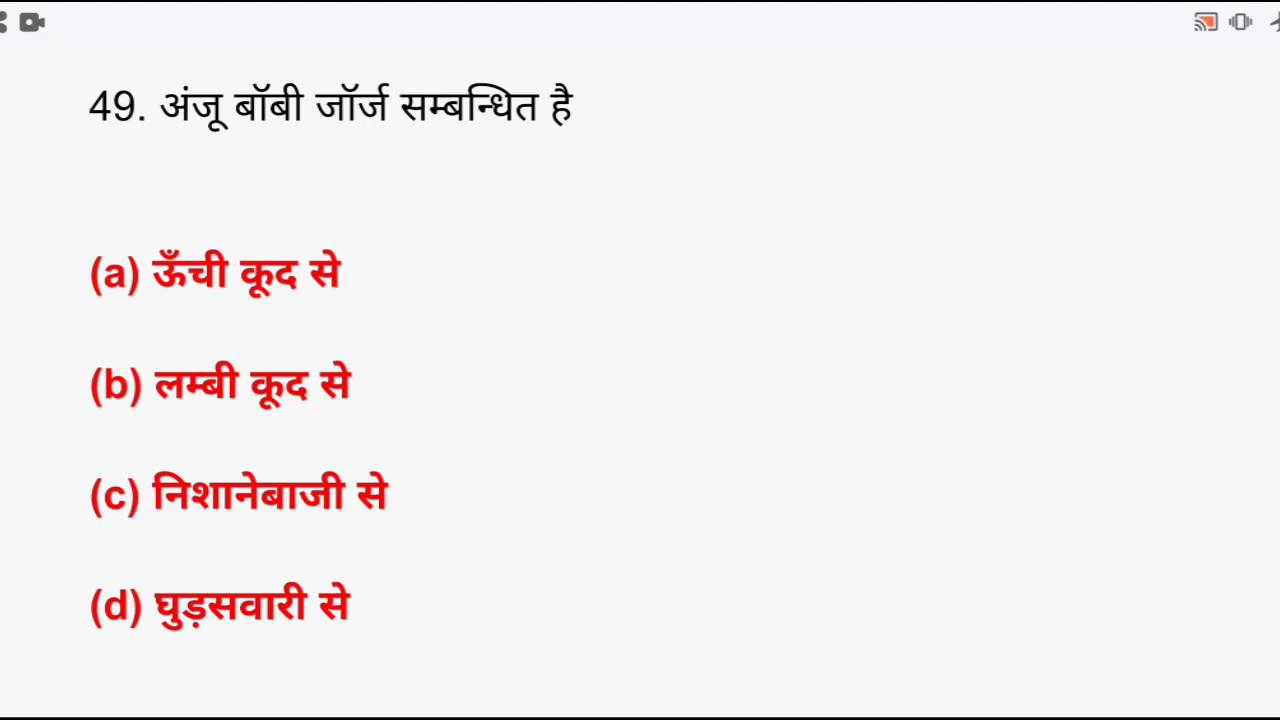 49. अंजू बॉबी जॉर्ज सम्बन्धित है
(a) ऊँची कूद से
(b) लम्बी कूद से
(c) निशानेबाजी से
(d) घुड़सवारी से